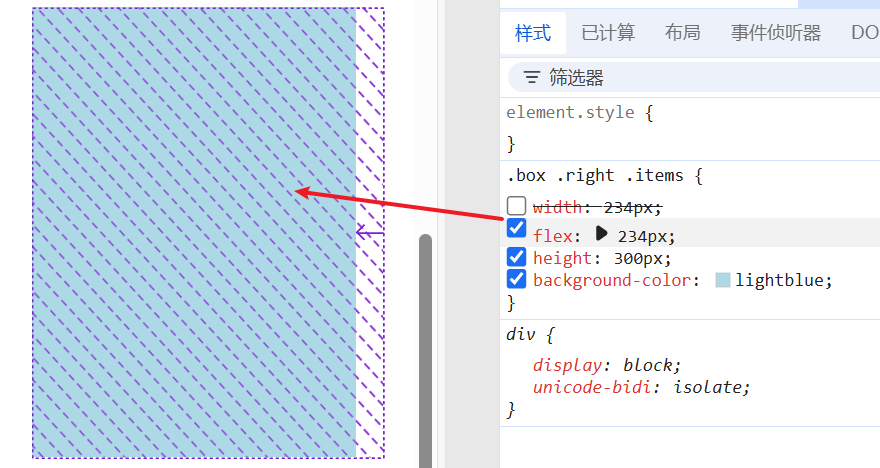 样式 已计算 布局 事件侦听器 DO
筛选器
element.style {
}
.box .right .items {
width: 234px;
flex: 234px;
height: 300px;
background-color: lightblue;
}
div {
display: block;
unicode-bidi: isolate;
}